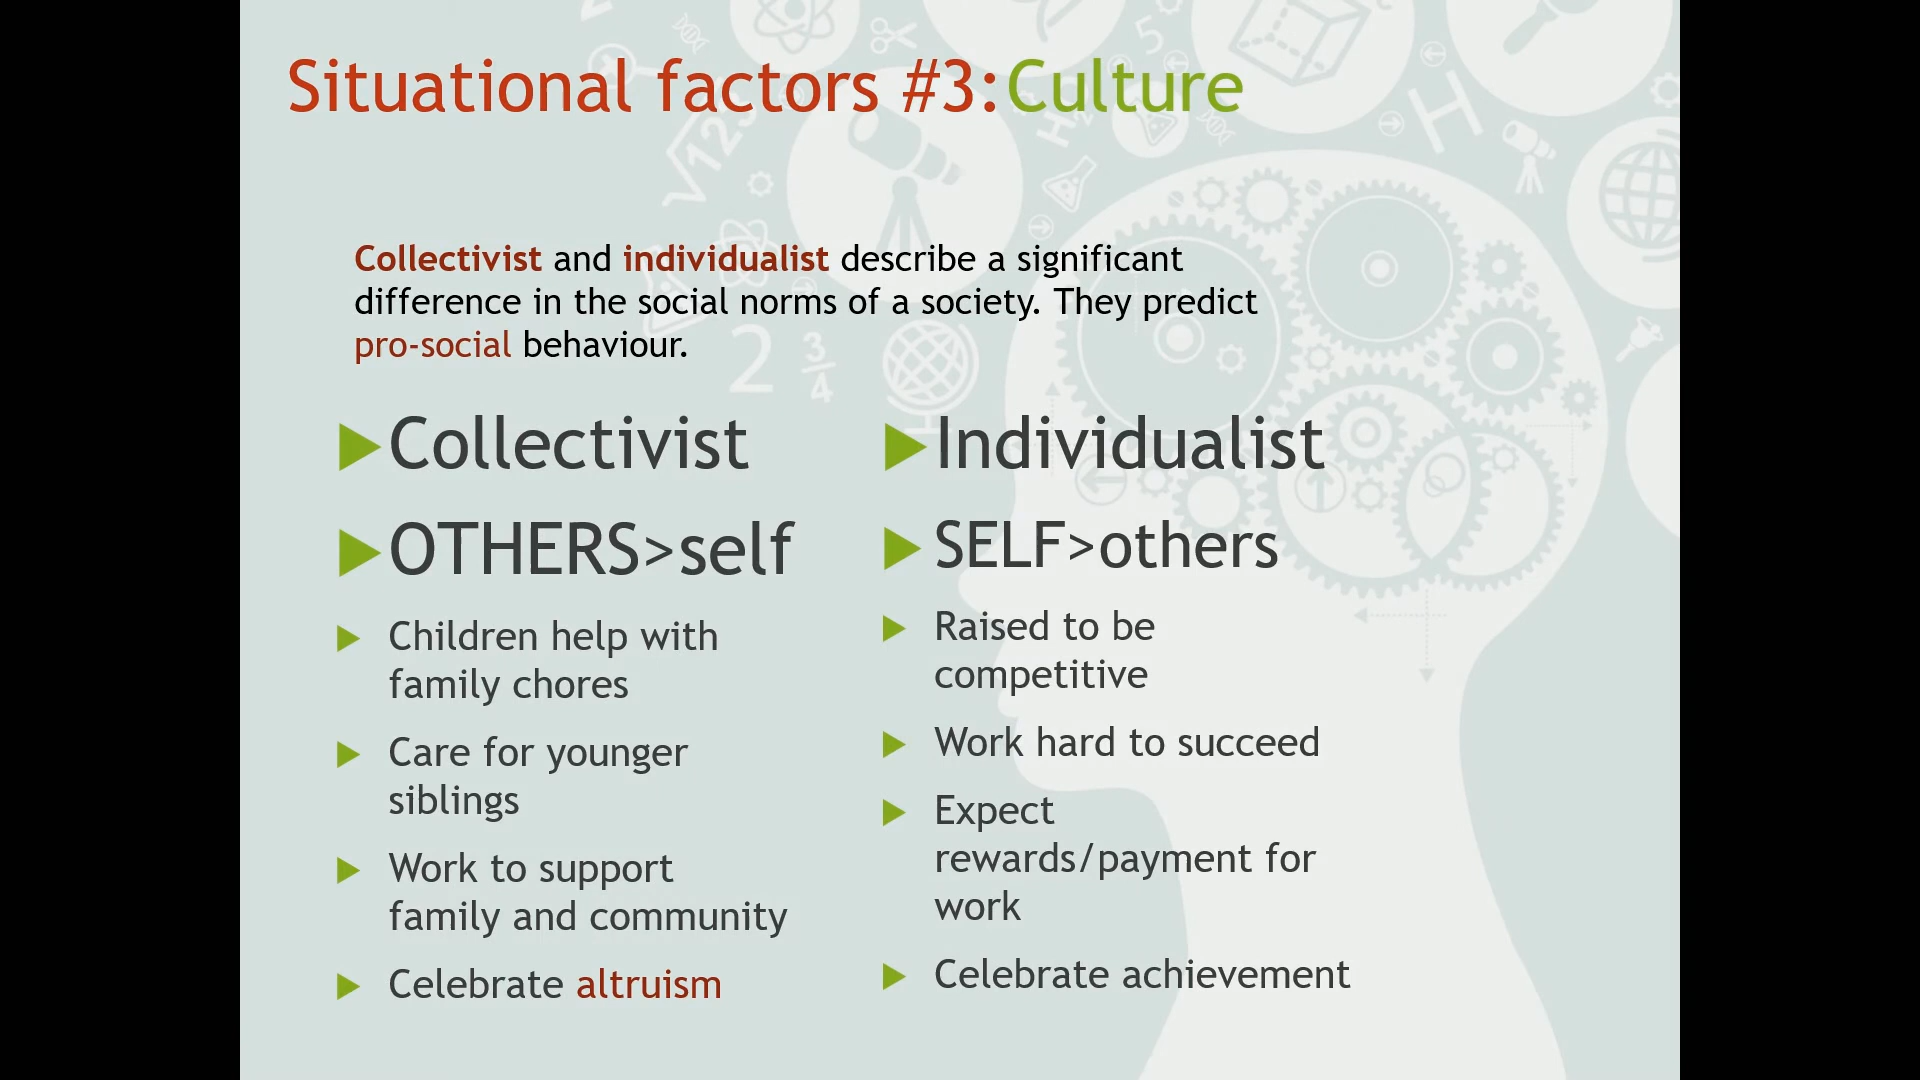 Situational factors #3:Culture
Collectivist and individualist describe a significant
difference in the social norms of a society. They predict
pro-social behaviour.
Collectivist
OTHERS>self
Children help with
family chores
Care for younger
siblings
Work to support
family and community
Celebrate altruism
Individualist
SELF>others
Raised to be
competitive
Work hard to succeed
Expect
rewards/payment for
work
Celebrate achievement